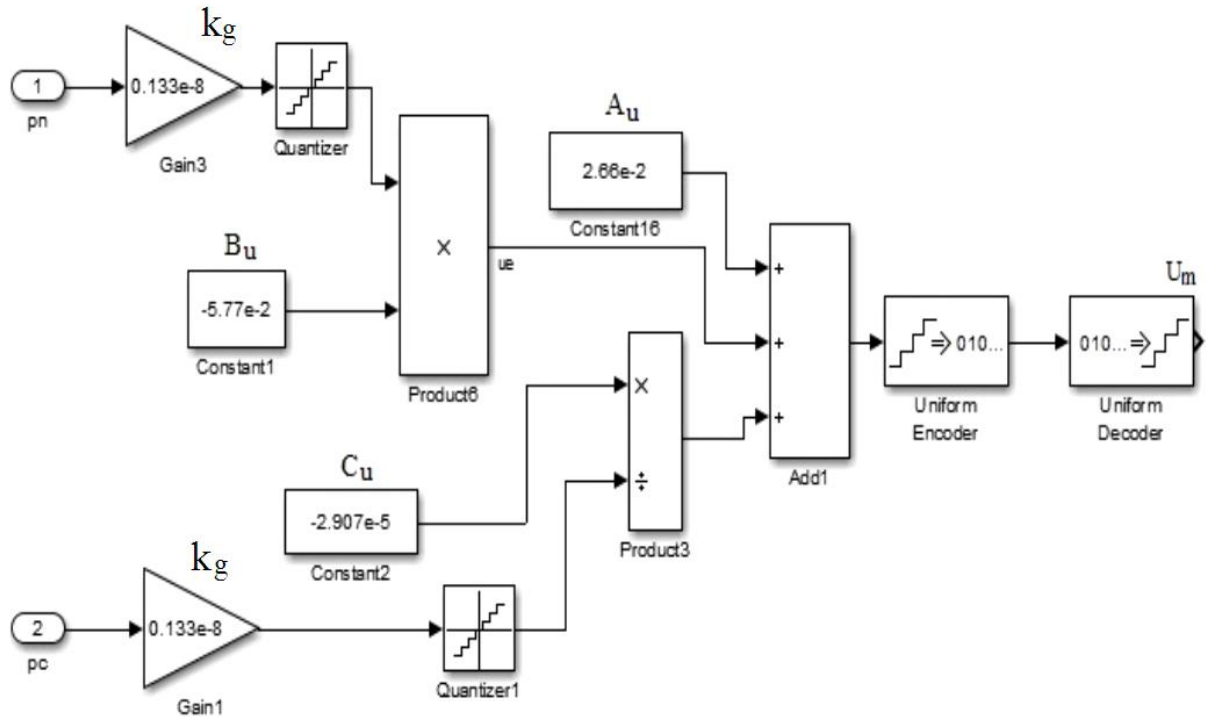 kg
1
pn
0.133e-8
Gain3
Quantizer
Au
2.66e-2
Constant16
Bu
-5.77e-2
Constant1
×
Product6
ue
+
+
+
Add1
Um
⇒ 010...
Uniform
Encoder
010... ⇒
Uniform
Decoder
×
÷
Product3
Cu
-2.907e-5
Constant2
kg
2
pc
0.133e-8
Gain1
Quantizer1